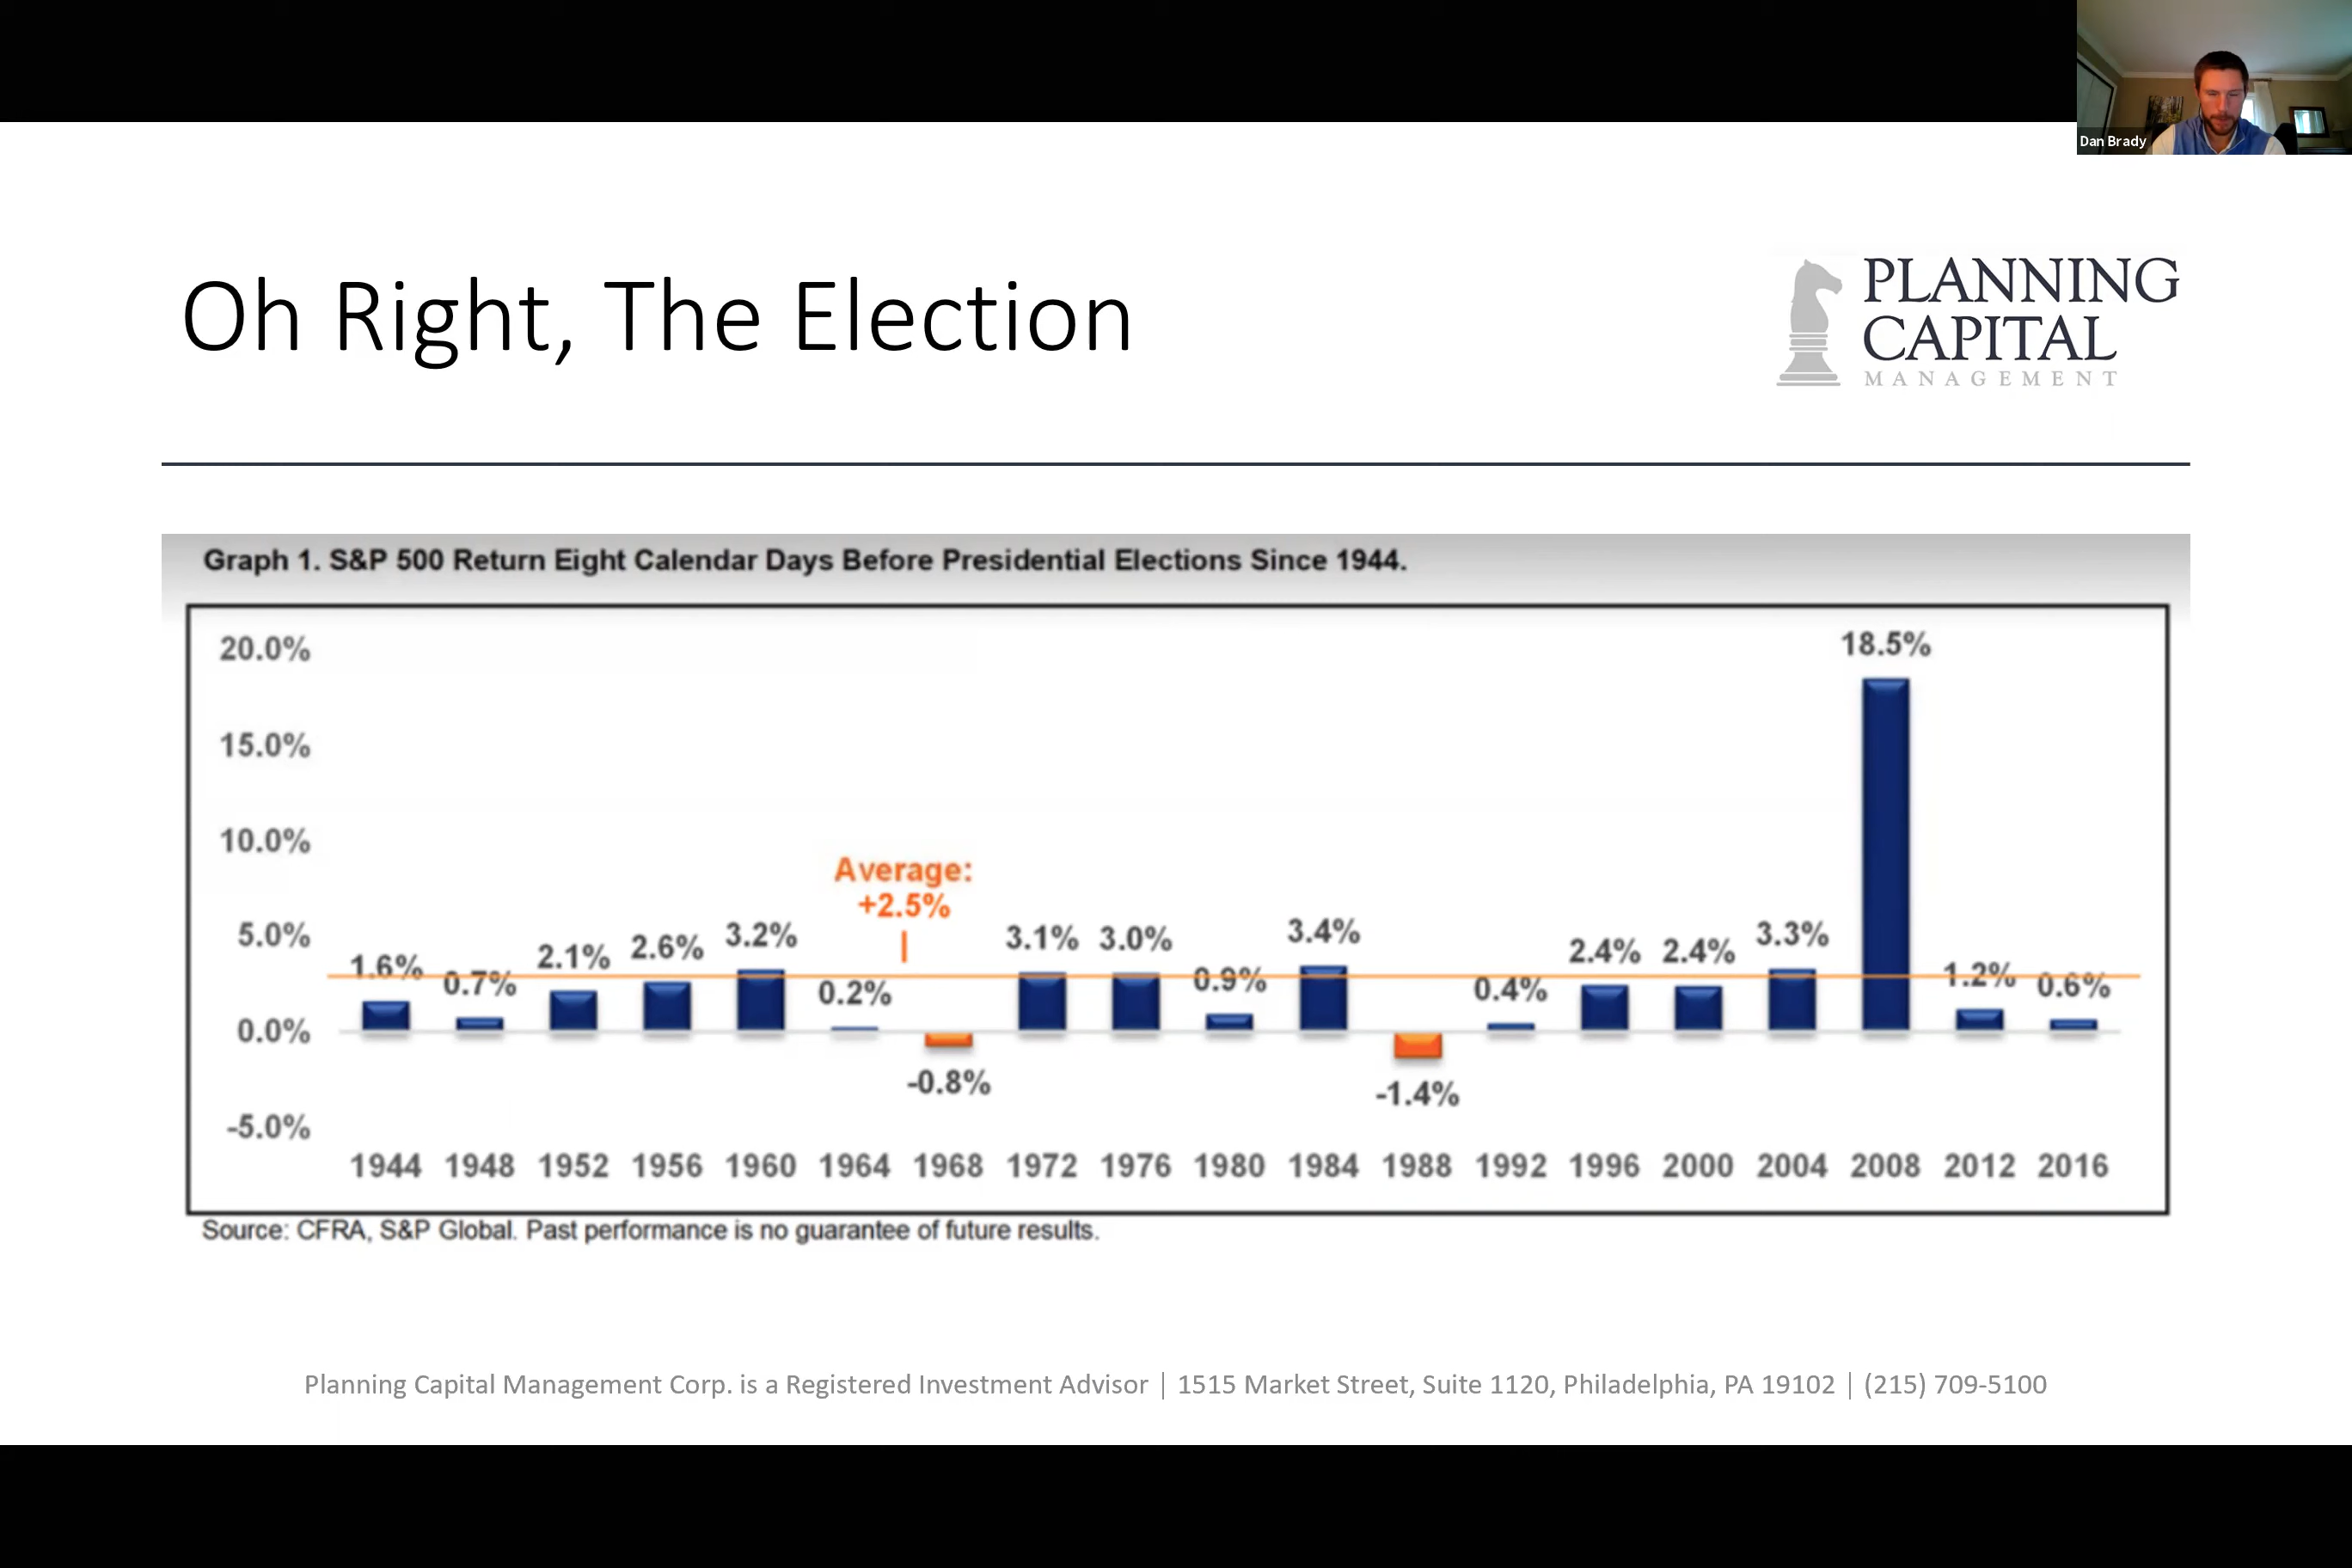 Dan Brady
Oh Right, The Election
PLANNING
CAPITAL
MANAGEMENT
Graph 1. S&P 500 Return Eight Calendar Days Before Presidential Elections Since 1944.
20.0%
15.0%
10.0%
5.0%
0.0%
-5.0%
Average:
+2.5%
1.6% 0.7% 2.1% 2.6% 3.2% 0.2% -0.8% 3.1% 3.0% 0.9% 3.4% -1.4% 0.4% 2.4% 2.4% 3.3% 18.5% 1.2% 0.6%
1944 1948 1952 1956 1960 1964 1968 1972 1976 1980 1984 1988 1992 1996 2000 2004 2008 2012 2016
Source: CFRA, S&P Global. Past performance is no guarantee of future results.
Planning Capital Management Corp. is a Registered Investment Advisor | 1515 Market Street, Suite 1120, Philadelphia, PA 19102 | (215) 709-5100